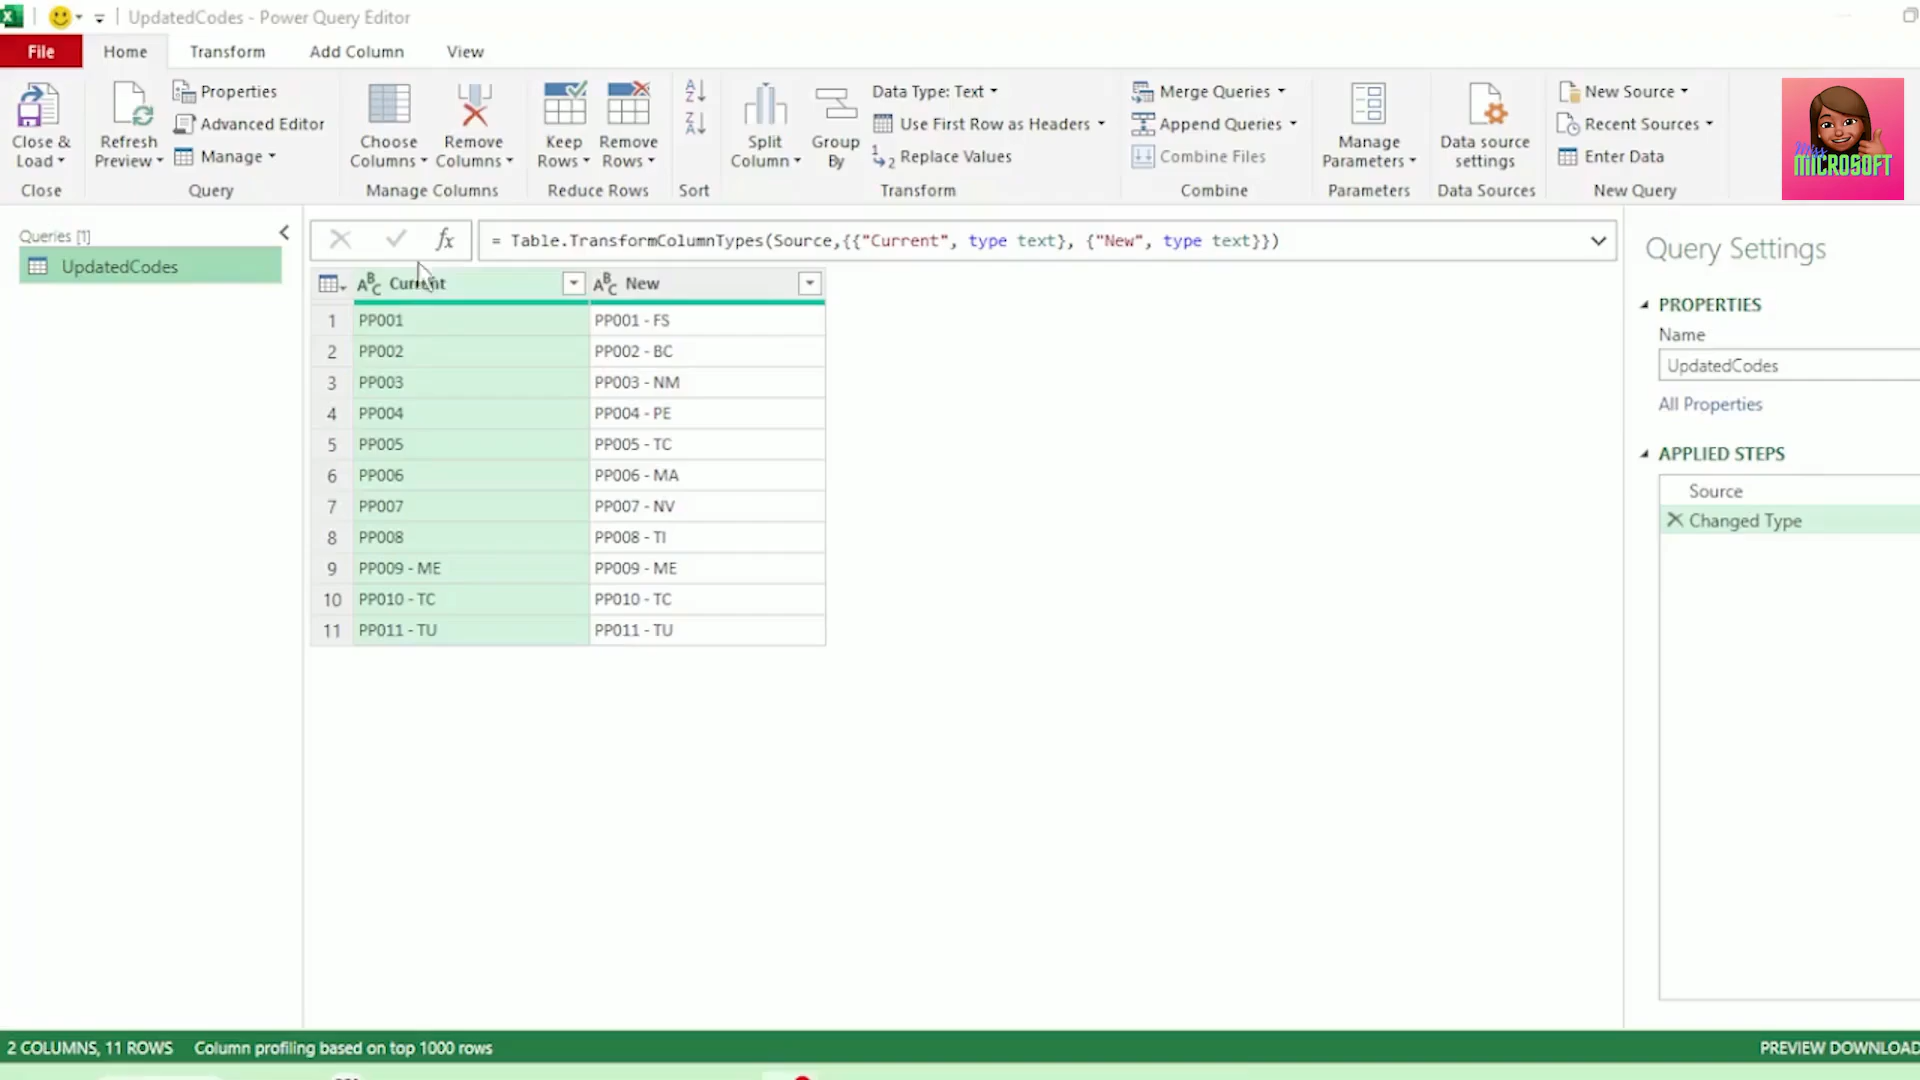 UpdatedCodes - Power Query Editor
File Home Transform Add Column View
Close & Load
Refresh Preview
Properties
Advanced Editor
Manage
Choose Columns
Remove Columns
Keep Rows
Remove Rows
Split Column
Group By
Data Type: Text
Use First Row as Headers
Replace Values
Merge Queries
Append Queries
Combine Files
Manage Parameters
Data source settings
New Source
Recent Sources
Enter Data
Close Query Manage Columns Reduce Rows Sort Transform Combine Parameters Data Sources New Query
Miss
MICROSOFT
Queries [1]
UpdatedCodes
fx = Table.TransformColumnTypes(Source,{{"Current", type text}, {"New", type text}})
ABC Current ABC New
1 PP001 PP001 - FS
2 PP002 PP002 - BC
3 PP003 PP003 - NM
4 PP004 PP004 - PE
5 PP005 PP005 - TC
6 PP006 PP006 - MA
7 PP007 PP007 - NV
8 PP008 PP008 - TI
9 PP009 - ME PP009 - ME
10 PP010 - TC PP010 - TC
11 PP011 - TU PP011 - TU
Query Settings
PROPERTIES
Name
UpdatedCodes
All Properties
APPLIED STEPS
Source
Changed Type
2 COLUMNS, 11 ROWS Column profiling based on top 1000 rows PREVIEW DOWNLOAD